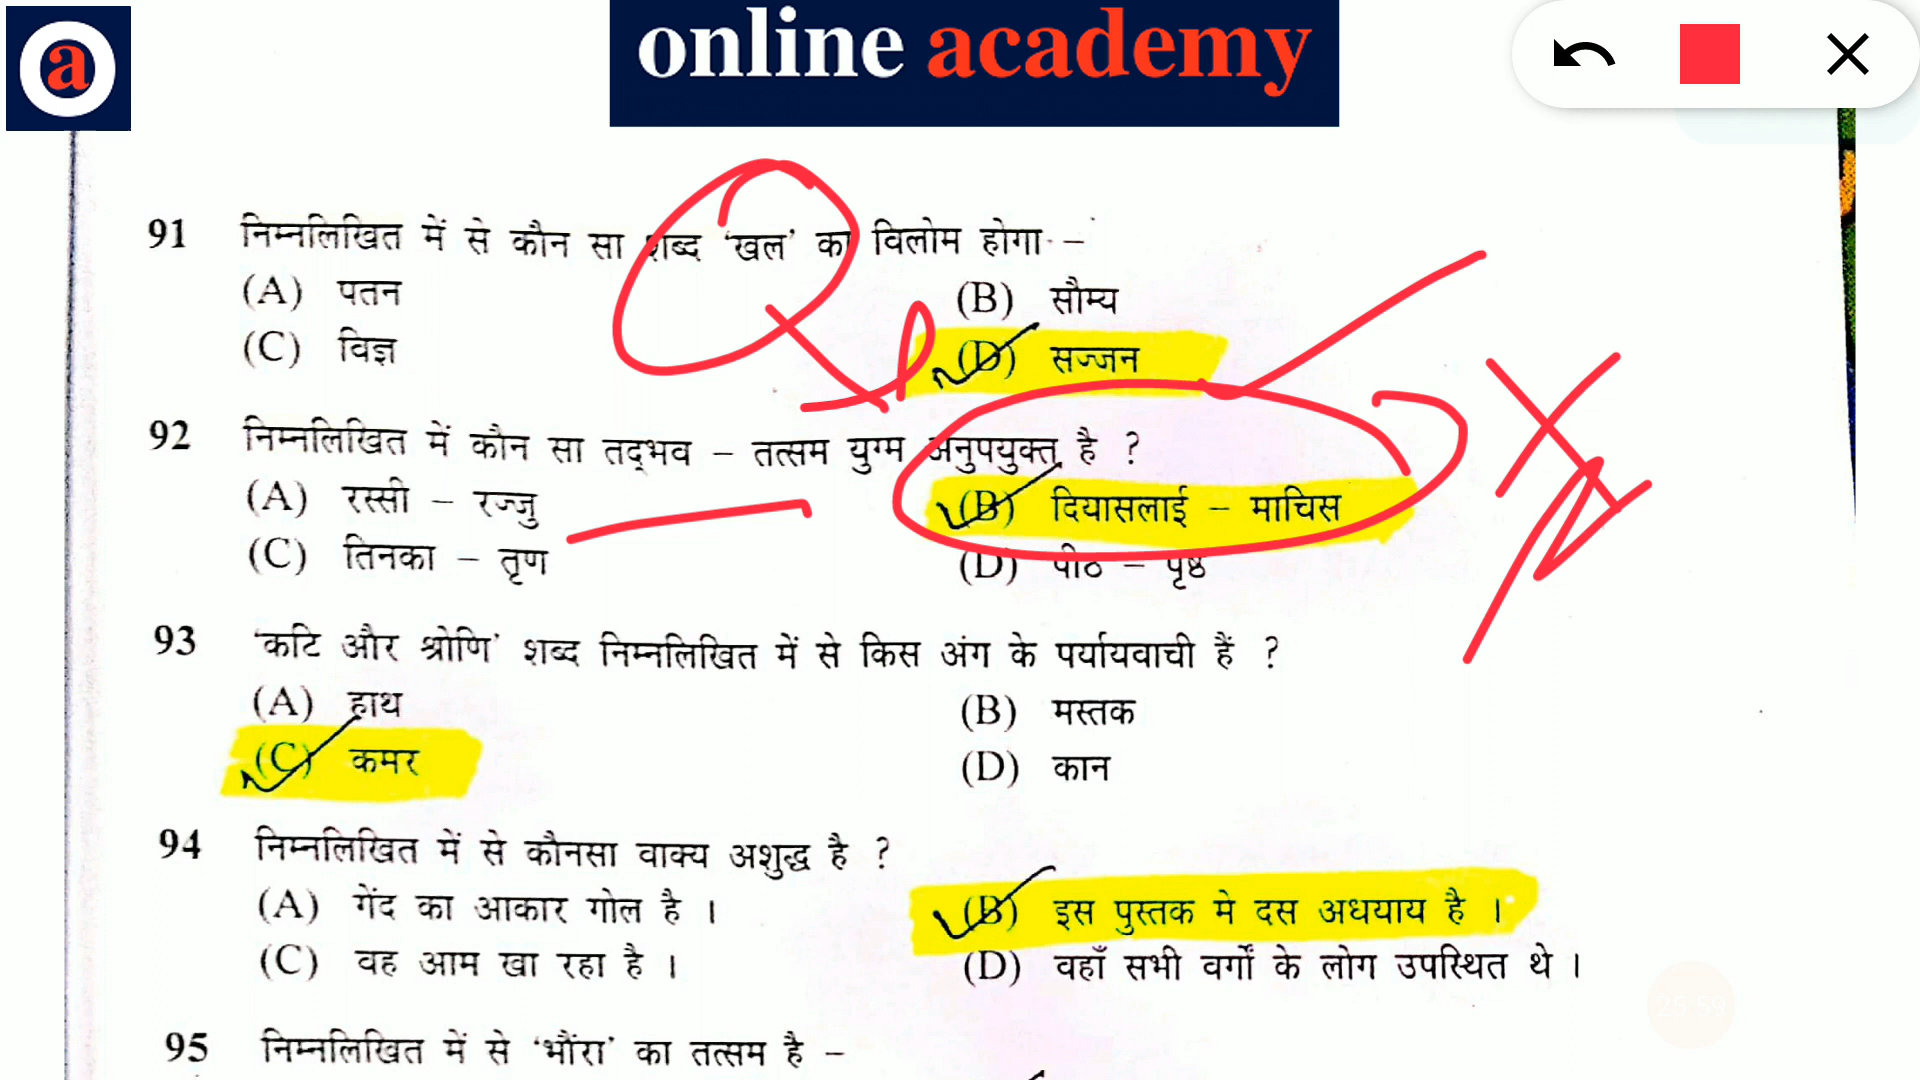 a
online academy
91 निम्नलिखित में से कौन सा शब्द ‘खल’ का विलोम होगा –
(A) पतन (B) सौम्य
(C) विज्ञ (D) सज्जन
92 निम्नलिखित में कौन सा तद्भव – तत्सम युग्म अनुपयुक्त है ?
(A) रस्सी – रज्जु (B) दियासलाई – माचिस
(C) तिनका – तृण (D) पीठ – पृष्ठ
93 ‘कटि और श्रोणि’ शब्द निम्नलिखित में से किस अंग के पर्यायवाची हैं ?
(A) हाथ (B) मस्तक
(C) कमर (D) कान
94 निम्नलिखित में से कौनसा वाक्य अशुद्ध है ?
(A) गेंद का आकार गोल है । (B) इस पुस्तक मे दस अधयाय है ।
(C) वह आम खा रहा है । (D) वहाँ सभी वर्गों के लोग उपस्थित थे ।
95 निम्नलिखित में से ‘भौंरा’ का तत्सम है –